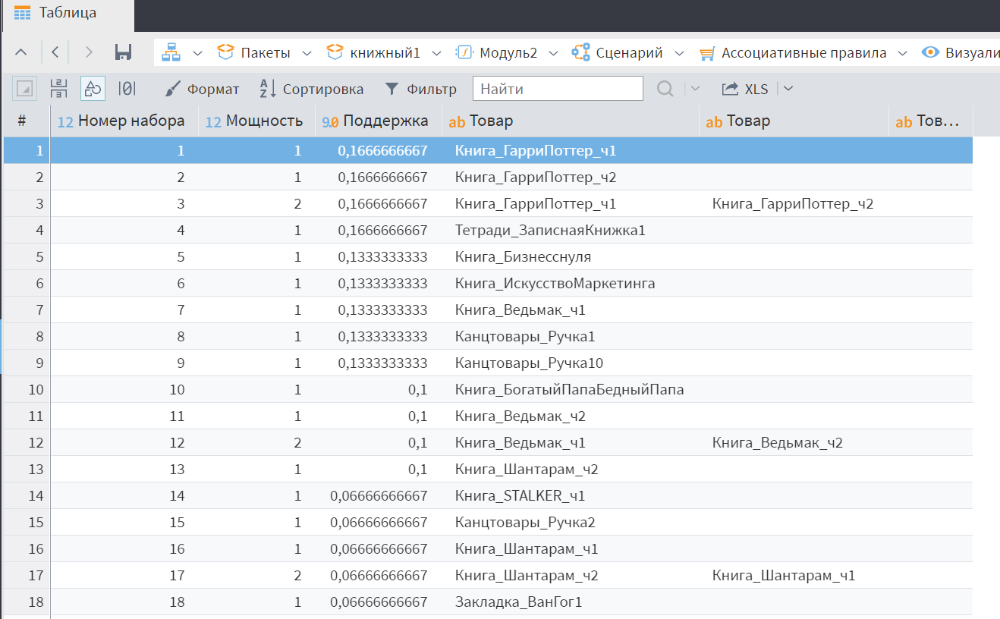 Таблица
Пакеты книжный1 Модуль2 Сценарий Ассоциативные правила Визуали
Формат Сортировка Фильтр Найти XLS
# 12 Номер набора 12 Мощность 9.0 Поддержка ab Товар ab Товар ab Тов...
1 1 1 0,1666666667 Книга_ГарриПоттер_ч1
2 2 1 0,1666666667 Книга_ГарриПоттер_ч2
3 3 2 0,1666666667 Книга_ГарриПоттер_ч1 Книга_ГарриПоттер_ч2
4 4 1 0,1666666667 Тетради_ЗаписнаяКнижка1
5 5 1 0,1333333333 Книга_Бизнесснуля
6 6 1 0,1333333333 Книга_ИскусствоМаркетинга
7 7 1 0,1333333333 Книга_Ведьмак_ч1
8 8 1 0,1333333333 Канцтовары_Ручка1
9 9 1 0,1333333333 Канцтовары_Ручка10
10 10 1 0,1 Книга_БогатыйПапаБедныйПапа
11 11 1 0,1 Книга_Ведьмак_ч2
12 12 2 0,1 Книга_Ведьмак_ч1 Книга_Ведьмак_ч2
13 13 1 0,1 Книга_Шантарам_ч2
14 14 1 0,06666666667 Книга_STALKER_ч1
15 15 1 0,06666666667 Канцтовары_Ручка2
16 16 1 0,06666666667 Книга_Шантарам_ч1
17 17 2 0,06666666667 Книга_Шантарам_ч2 Книга_Шантарам_ч1
18 18 1 0,06666666667 Закладка_ВанГог1